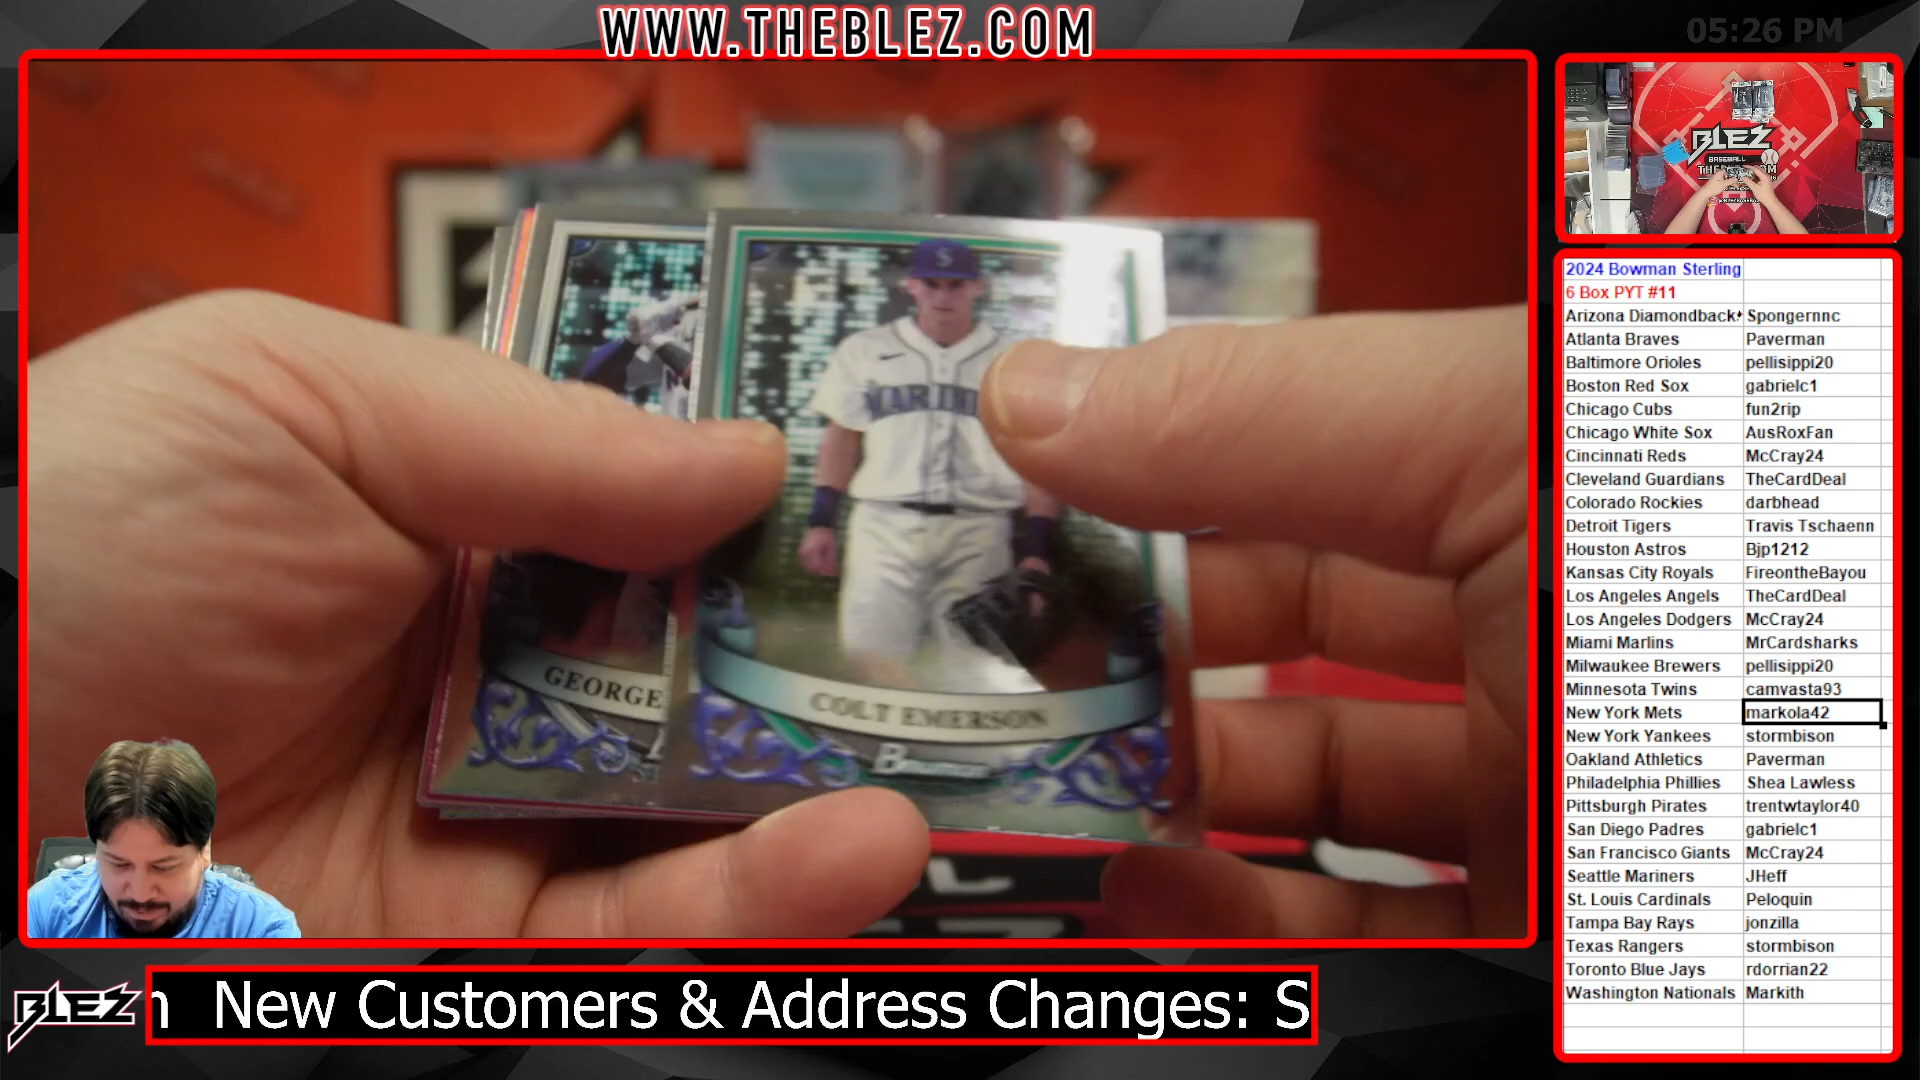 WWW.THEBLEZ.COM
05:26 PM
MARIN
S
GEORGE
COLT EMERSON
Bowman
BLEZ
BASEBALL
2024 Bowman Sterling
6 Box PYT #11
Arizona Diamondback Spongernnc
Atlanta Braves Paverman
Baltimore Orioles pellisippi20
Boston Red Sox gabrielc1
Chicago Cubs fun2rip
Chicago White Sox AusRoxFan
Cincinnati Reds McCray24
Cleveland Guardians TheCardDeal
Colorado Rockies darbhead
Detroit Tigers Travis Tschaenn
Houston Astros Bjp1212
Kansas City Royals FireontheBayou
Los Angeles Angels TheCardDeal
Los Angeles Dodgers McCray24
Miami Marlins MrCardsharks
Milwaukee Brewers pellisippi20
Minnesota Twins camvasta93
New York Mets markola42
New York Yankees stormbison
Oakland Athletics Paverman
Philadelphia Phillies Shea Lawless
Pittsburgh Pirates trentwtaylor40
San Diego Padres gabrielc1
San Francisco Giants McCray24
Seattle Mariners JHeff
St. Louis Cardinals Peloquin
Tampa Bay Rays jonzilla
Texas Rangers stormbison
Toronto Blue Jays rdorrian22
Washington Nationals Markith
BLEZ
New Customers & Address Changes: S